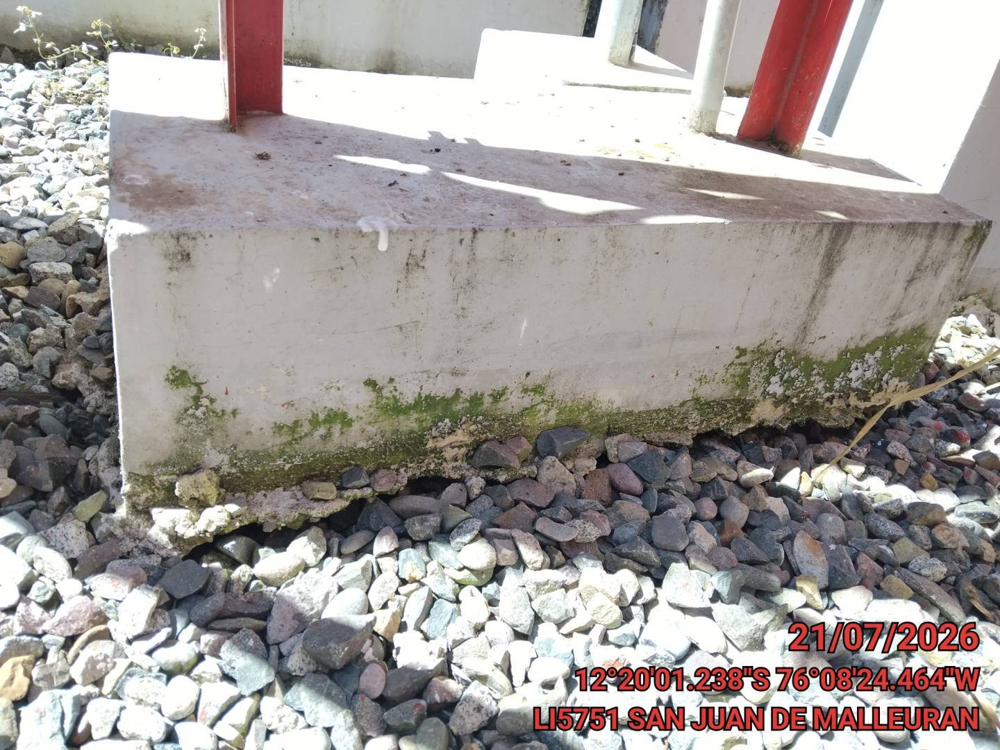 21/07/2026
12°20'01.238"S 76°08'24.464"W
LI5751 SAN JUAN DE MALLEURAN